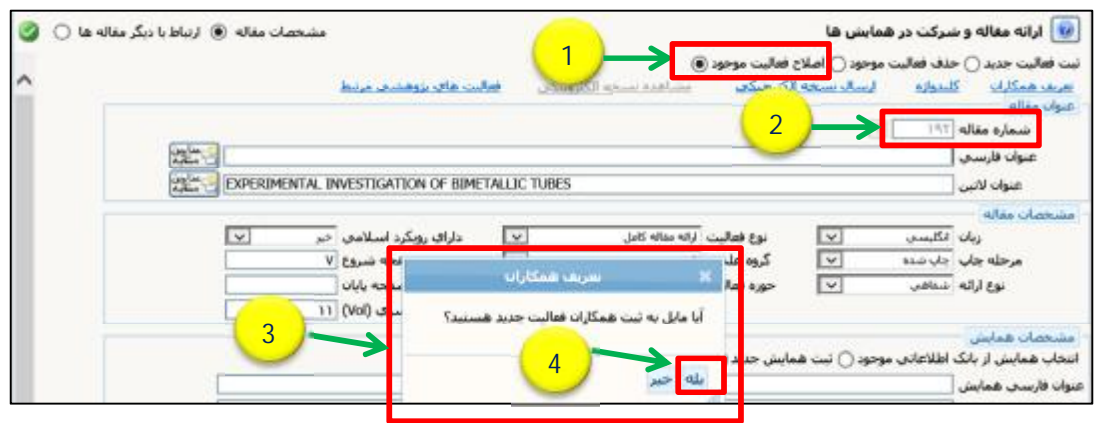 ارائه مقاله و شرکت در همایش ها
مشخصات مقاله ارتباط با دیگر مقاله ها
ثبت فعالیت جدید حذف فعالیت موجود اصلاح فعالیت موجود
تعریف همکاران کلیدواژه ارسال نسخه الکترونیکی مشاهده نسخه الکترونیکی فعالیت های پژوهشی مرتبط
عنوان مقاله
شماره مقاله ۱۹۲
عنوان فارسی
عنوان لاتین EXPERIMENTAL INVESTIGATION OF BIMETALLIC TUBES
مشخصات مقاله
زبان انگلیسی نوع فعالیت ارائه مقاله کامل دارای رویکرد اسلامی خیر
مرحله چاپ چاپ شده گروه شروع ۷
نوع ارائه شفاهی حوزه پایان
(Vol) ۱۱
تعریف همکاران
آیا مایل به ثبت همکاران فعالیت جدید هستید؟
بله خیر
مشخصات همایش
انتخاب همایش از بانک اطلاعاتی موجود ثبت همایش جدید
عنوان فارسی همایش
1
2
3
4